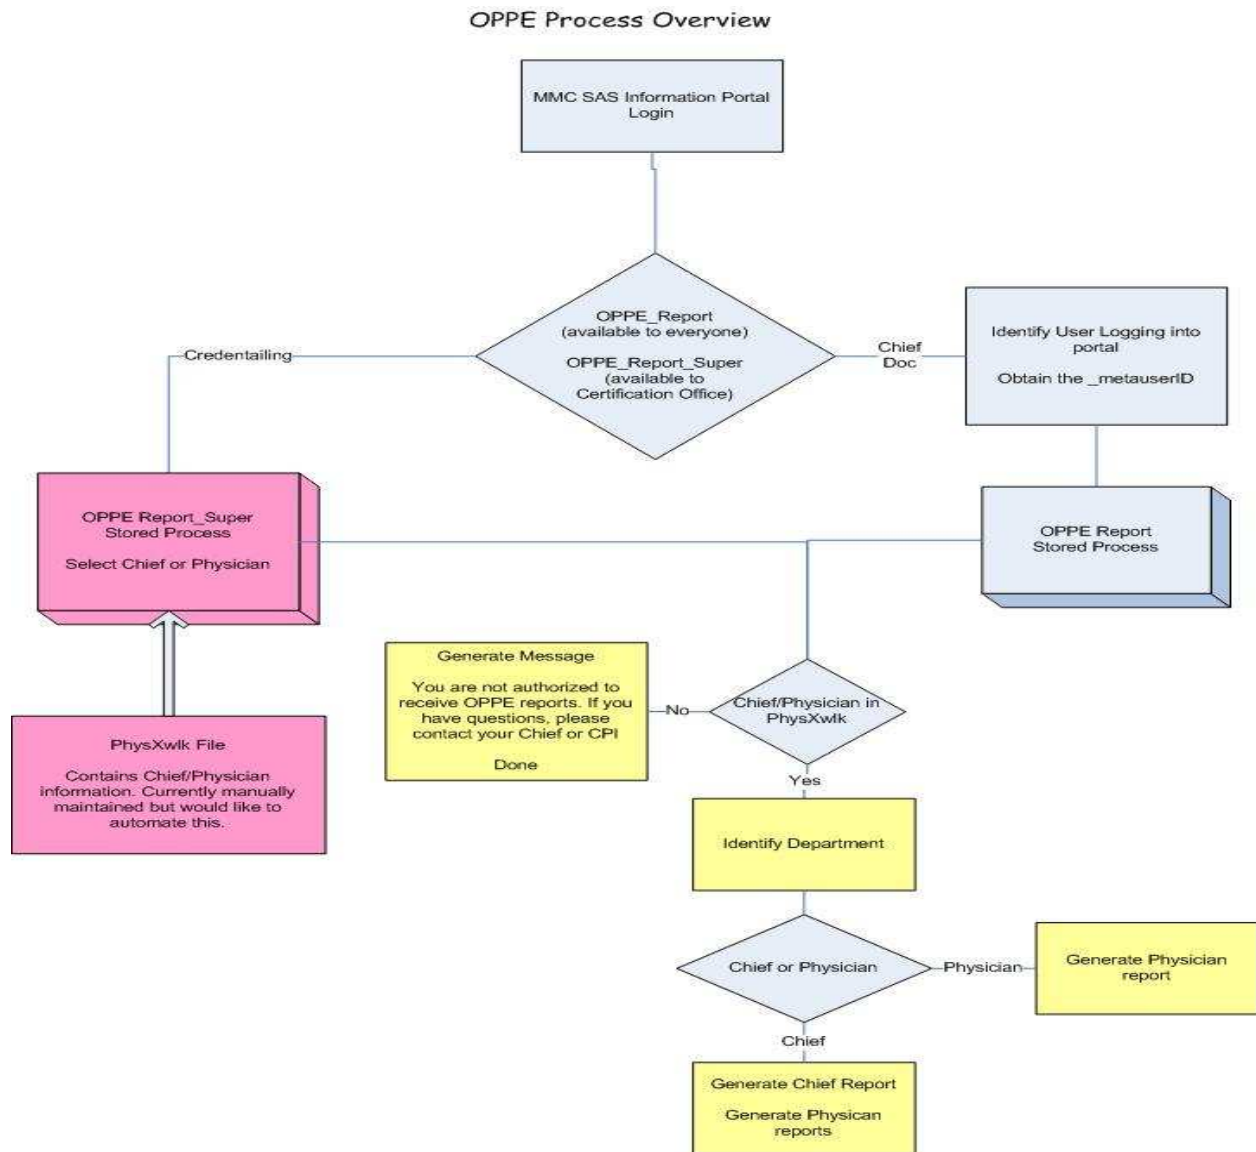 OPPE Process Overview
MMC SAS Information Portal
Login
OPPE_Report
(available to everyone)
OPPE_Report_Super
(available to
Certification Office)
Credentailing
Chief
Doc
Identify User Logging into
portal
Obtain the _metauserID
OPPE Report_Super
Stored Process
Select Chief or Physician
OPPE Report
Stored Process
Generate Message
You are not authorized to
receive OPPE reports. If you
have questions, please
contact your Chief or CPI
Done
No
Chief/Physician in
PhysXwlk
Yes
PhysXwlk File
Contains Chief/Physician
information. Currently manually
maintained but would like to
automate this.
Identify Department
Chief or Physician
Physician
Generate Physician
report
Chief
Generate Chief Report
Generate Physican
reports